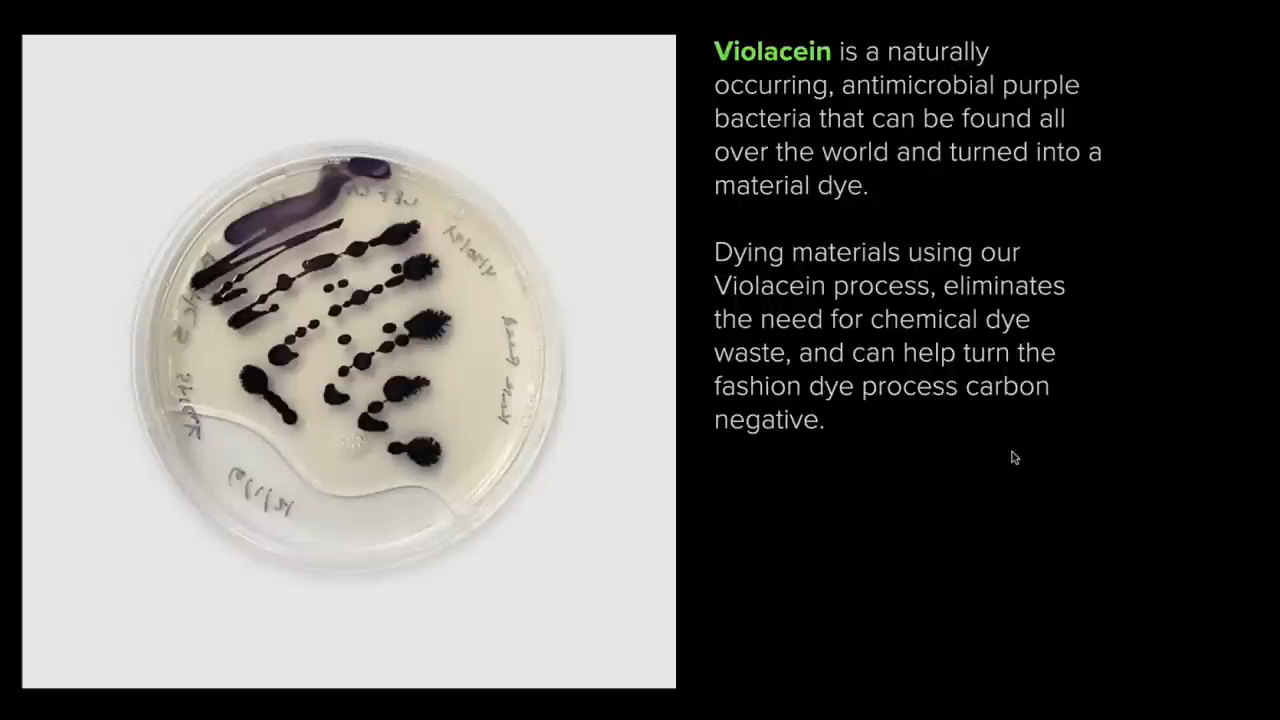 Violacein is a naturally
occurring, antimicrobial purple
bacteria that can be found all
over the world and turned into a
material dye.
Dying materials using our
Violacein process, eliminates
the need for chemical dye
waste, and can help turn the
fashion dye process carbon
negative.